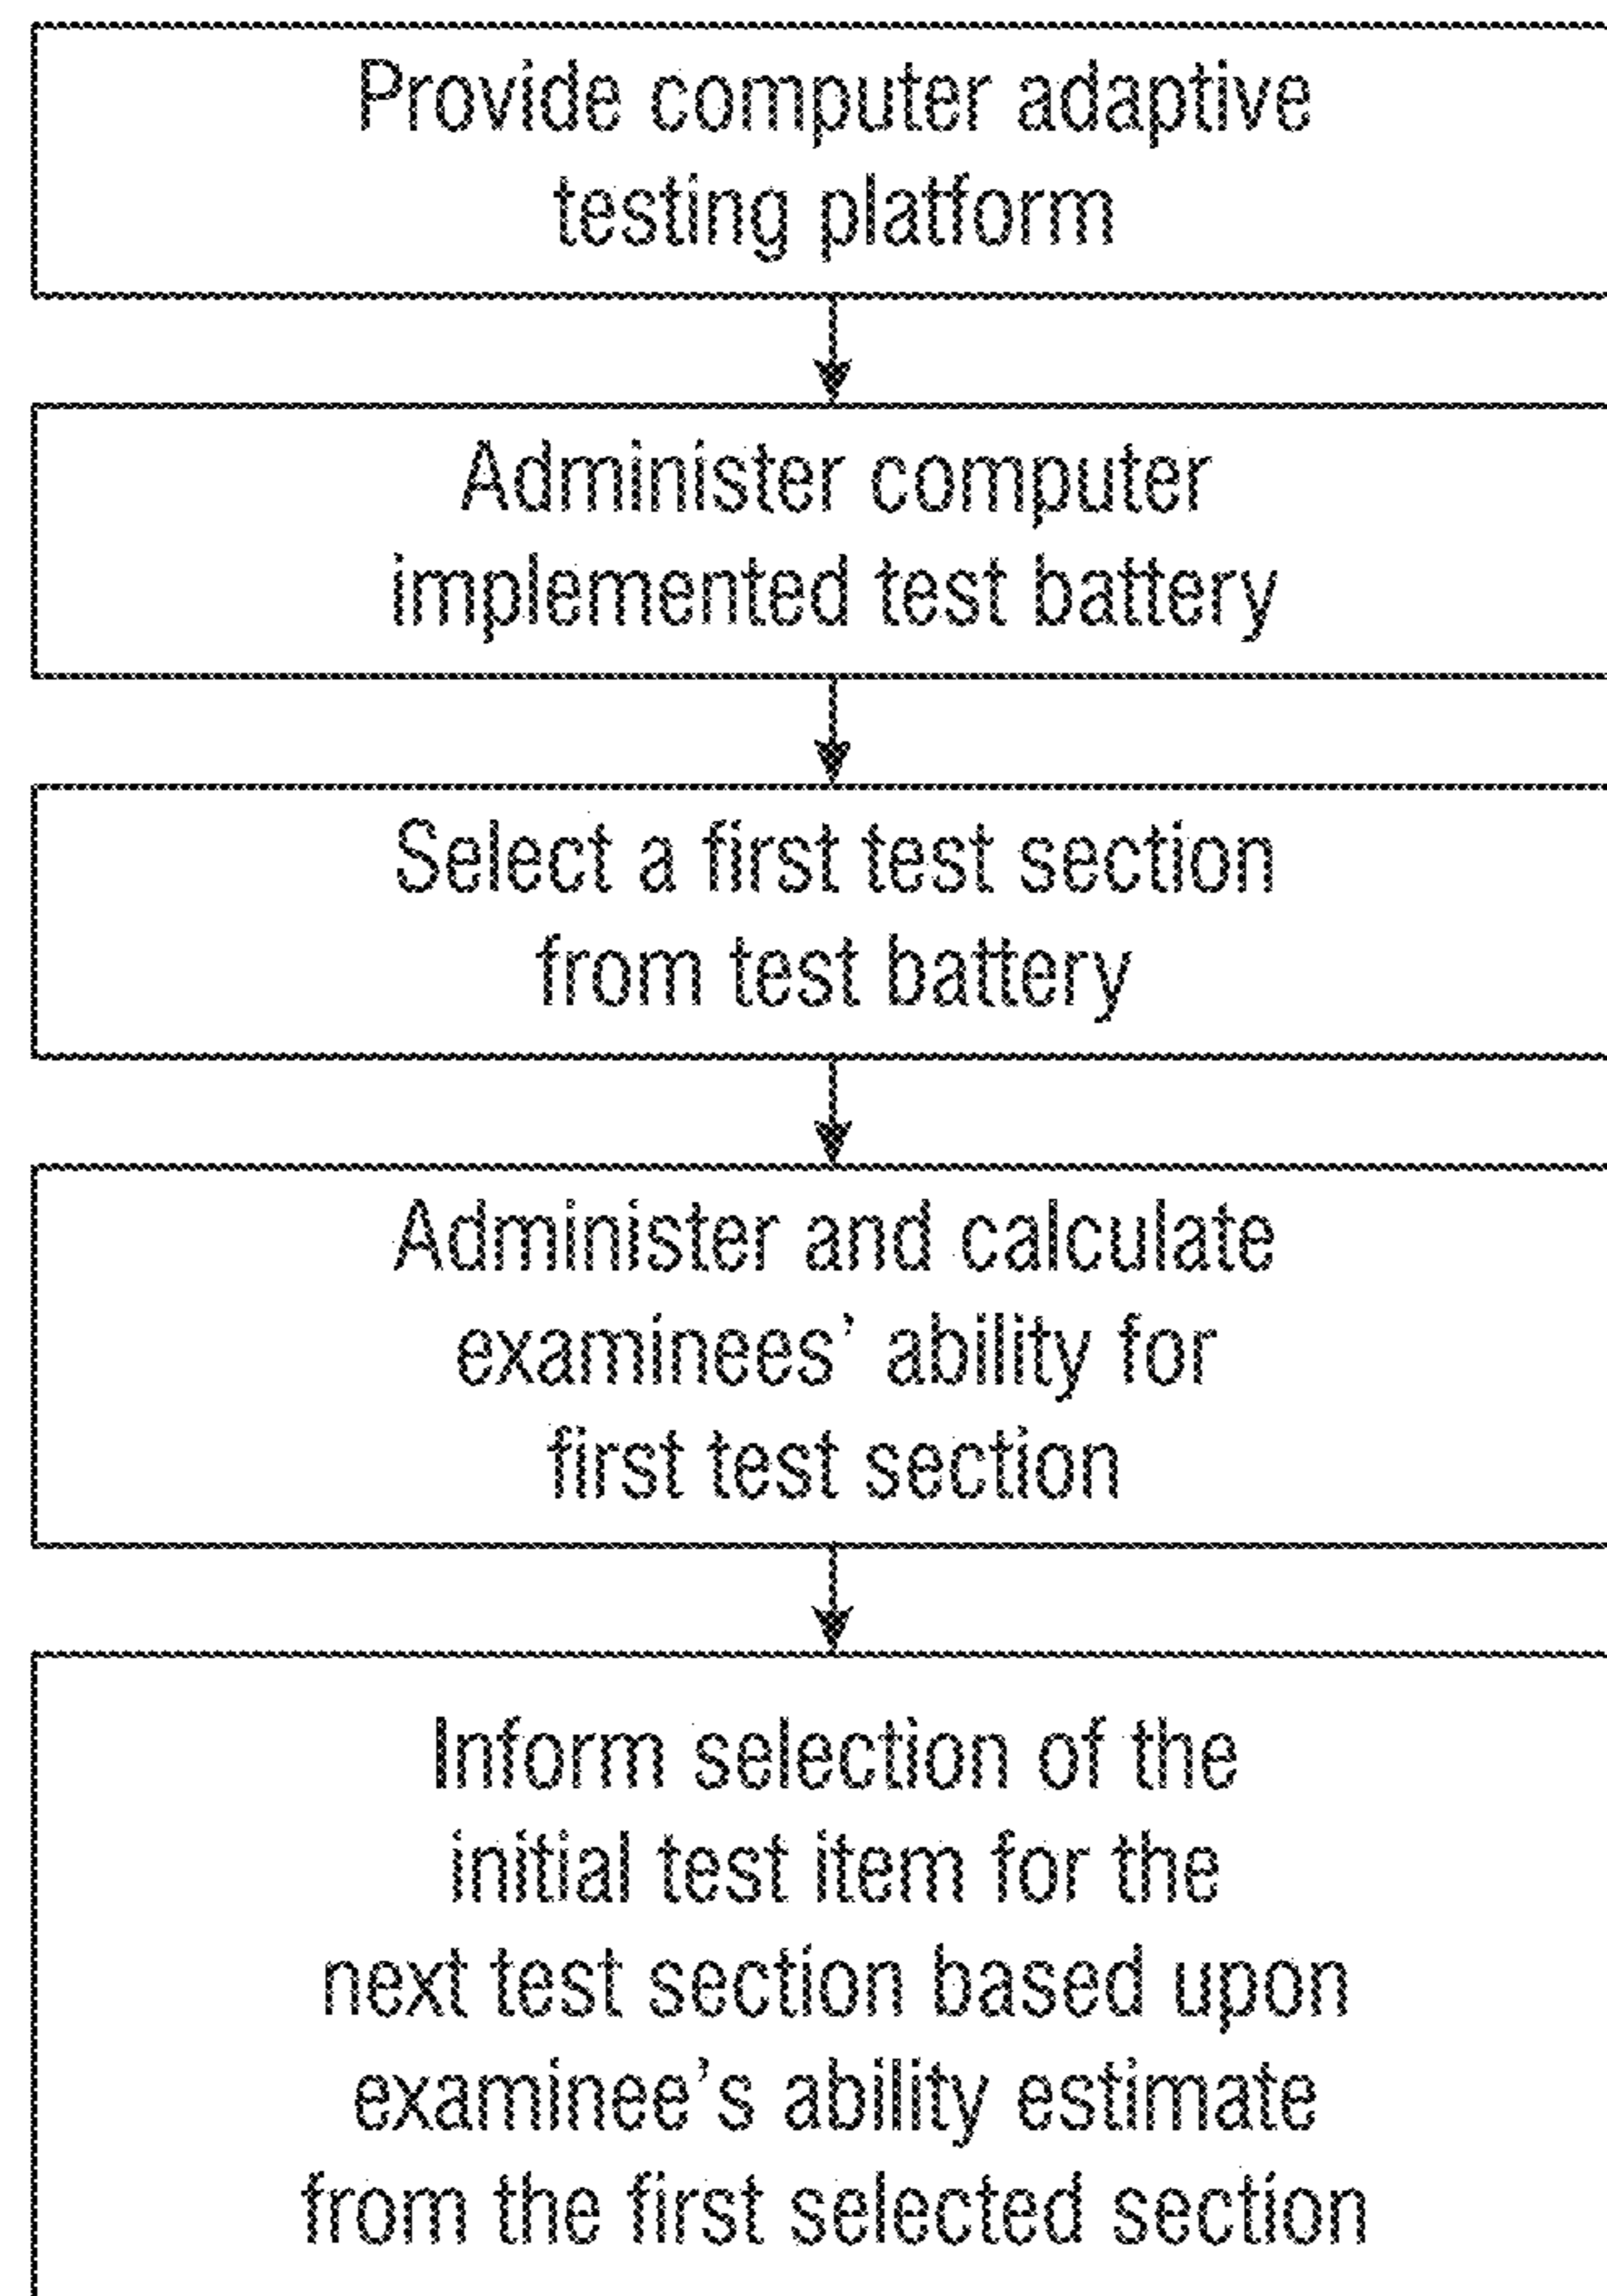 Provide computer adaptive
testing platform
Administer computer
implemented test battery
Select a first test section
from test battery
Administer and calculate
examinees’ ability for
first test section
Inform selection of the
initial test item for the
next test section based upon
examinee’s ability estimate
from the first selected section